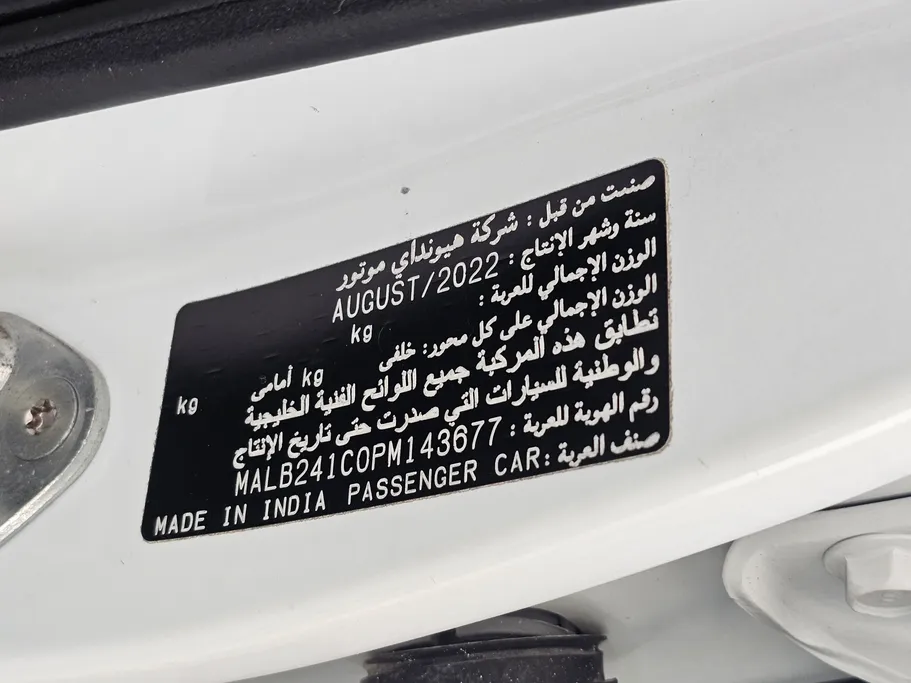 صنعت من قبل : شركة هيونداي موتور
سنة وشهر الإنتاج : AUGUST/2022
الوزن الإجمالي للعربة : kg
الوزن الإجمالي على كل محور: خلفى kg أمامى kg
تطابق هذه المركبة جميع اللوائح الفنية الخليجية
والوطنية للسيارات التي صدرت حتى تاريخ الإنتاج
رقم الهوية للعربة : MALB241C0PM143677
صنف العربة : PASSENGER CAR MADE IN INDIA